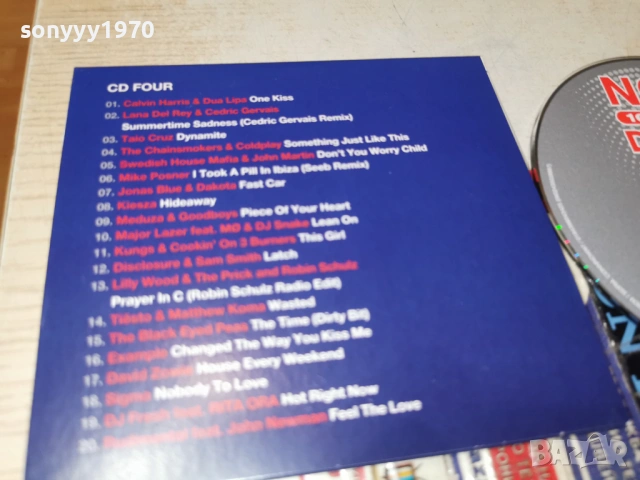 sonyyy1970
CD FOUR
01. Calvin Harris & Dua Lipa One Kiss
02. Lana Del Rey & Cedric Gervais
Summertime Sadness (Cedric Gervais Remix)
03. Taio Cruz Dynamite
04. The Chainsmokers & Coldplay Something Just Like This
05. Swedish House Mafia & John Martin Don't You Worry Child
06. Mike Posner I Took A Pill In Ibiza (Seeb Remix)
07. Jonas Blue & Dakota Fast Car
08. Kiesza Hideaway
09. Meduza & Goodboys Piece Of Your Heart
10. Major Lazer feat. MØ & DJ Snake Lean On
11. Kungs & Cookin' On 3 Burners This Girl
12. Disclosure & Sam Smith Latch
13. Lilly Wood & The Prick and Robin Schulz
Prayer In C (Robin Schulz Radio Edit)
14. Tiësto & Matthew Koma Wasted
15. The Black Eyed Peas The Time (Dirty Bit)
16. Example Changed The Way You Kiss Me
17. David Zowie House Every Weekend
18. Sigma Nobody To Love
19. DJ Fresh feat. RITA ORA Hot Right Now
20. Rudimental feat. John Newman Feel The Love
BAZAR